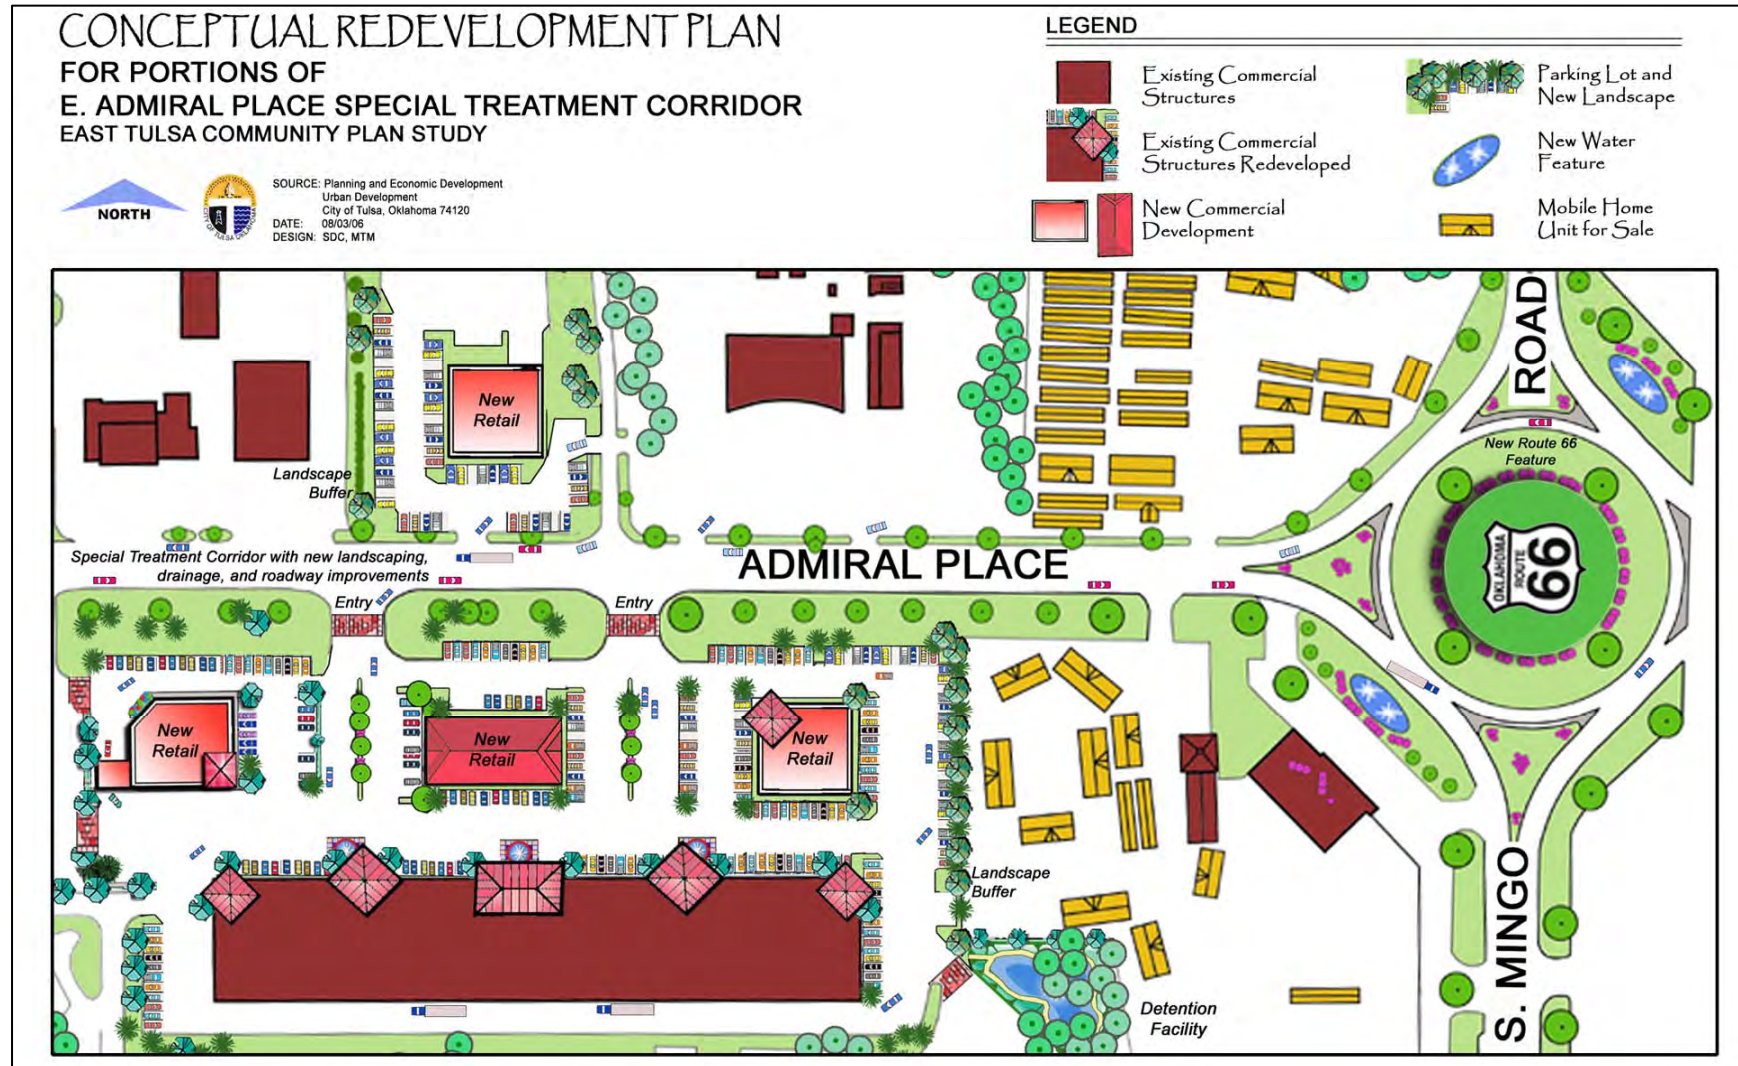 CONCEPTUAL REDEVELOPMENT PLAN
FOR PORTIONS OF
E. ADMIRAL PLACE SPECIAL TREATMENT CORRIDOR
EAST TULSA COMMUNITY PLAN STUDY
NORTH
CITY OF TULSA OKLAHOMA
SOURCE: Planning and Economic Development
Urban Development
City of Tulsa, Oklahoma 74120
DATE: 08/03/06
DESIGN: SDC, MTM
LEGEND
Existing Commercial
Structures
Existing Commercial
Structures Redeveloped
New Commercial
Development
Parking Lot and
New Landscape
New Water
Feature
Mobile Home
Unit for Sale
New
Retail
Landscape
Buffer
ROAD
New Route 66
Feature
OKLAHOMA
ROUTE
66
Special Treatment Corridor with new landscaping,
drainage, and roadway improvements
ADMIRAL PLACE
Entry
Entry
New
Retail
New
Retail
New
Retail
Landscape
Buffer
Detention
Facility
S. MINGO